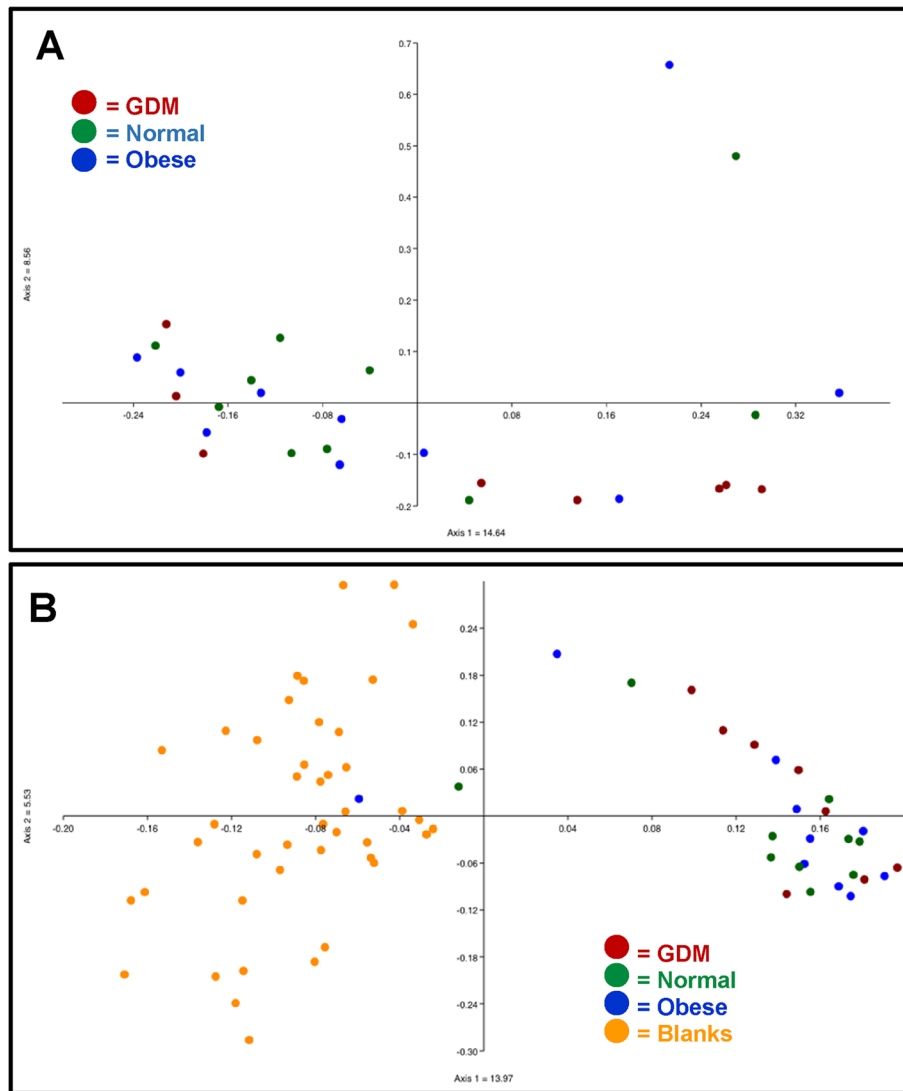 A
= GDM
= Normal
= Obese
0.7
0.6
0.5
0.4
0.3
0.2
0.1
-0.1
-0.2
-0.24
-0.16
-0.08
0.08
0.16
0.24
0.32
Axis 2 = 8.56
Axis 1 = 14.64
B
0.24
0.18
0.12
0.06
-0.06
-0.12
-0.18
-0.24
-0.30
-0.20
-0.16
-0.12
-0.08
-0.04
0.04
0.08
0.12
0.16
Axis 2 = 5.53
= GDM
= Normal
= Obese
= Blanks
Axis 1 = 13.97